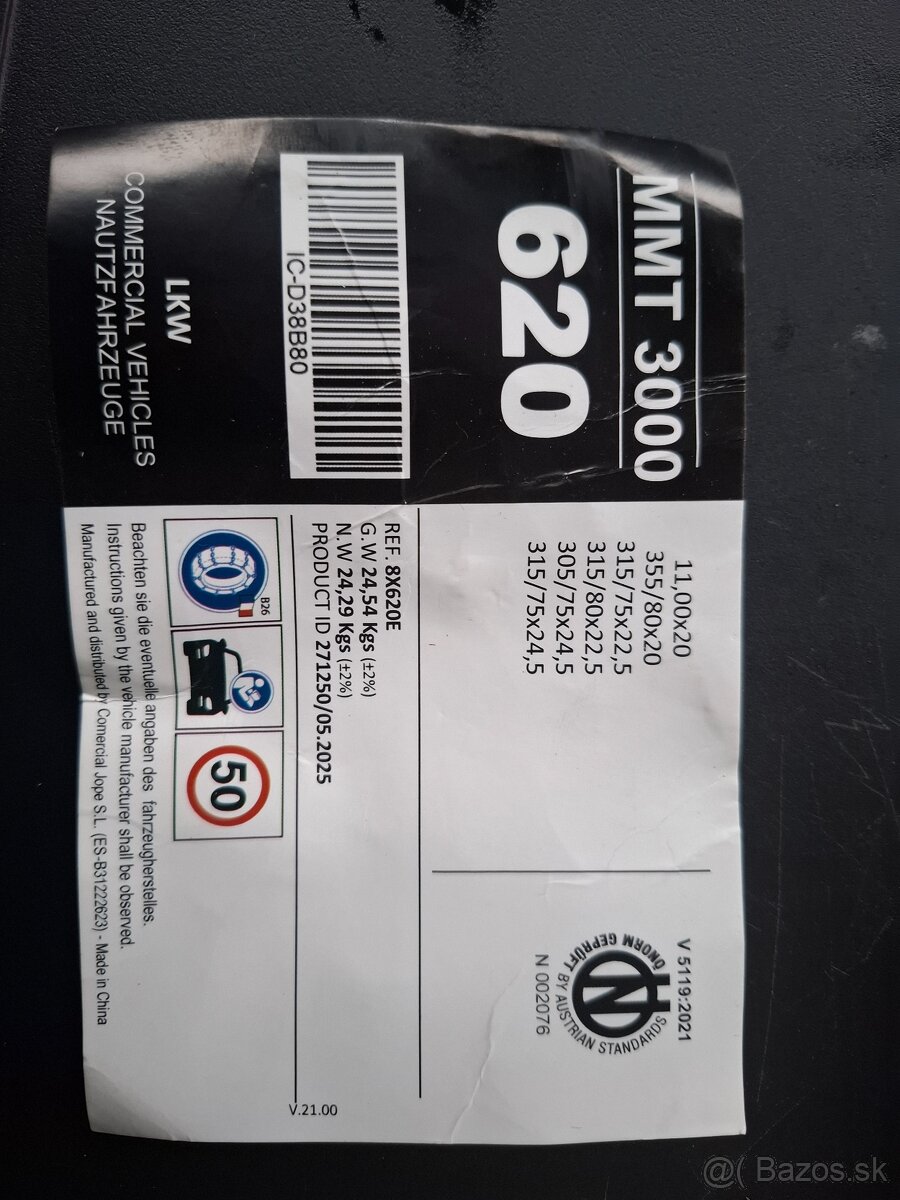 MMT 3000
620
IC-D38B80
LKW
COMMERCIAL VEHICLES
NAUTZFAHRZEUGE
11,00x20
355/80x20
315/75x22,5
315/80x22,5
305/75x24,5
315/75x24,5
V 5119:2021
ÖNORM GEPRÜFT
BY AUSTRIAN STANDARDS
N 002076
REF. 8X620E
G.W 24,54 Kgs (±2%)
N.W 24,29 Kgs (±2%)
PRODUCT ID 271250/05.2025
V.21.00
B26
50
Beachten sie die eventuelle angaben des fahrzeugherstelles.
Instructions given by the vehicle manufacturer shall be observed.
Manufactured and distributed by Comercial Jope S.L. (ES-B31222623) - Made in China
@( Bazos.sk